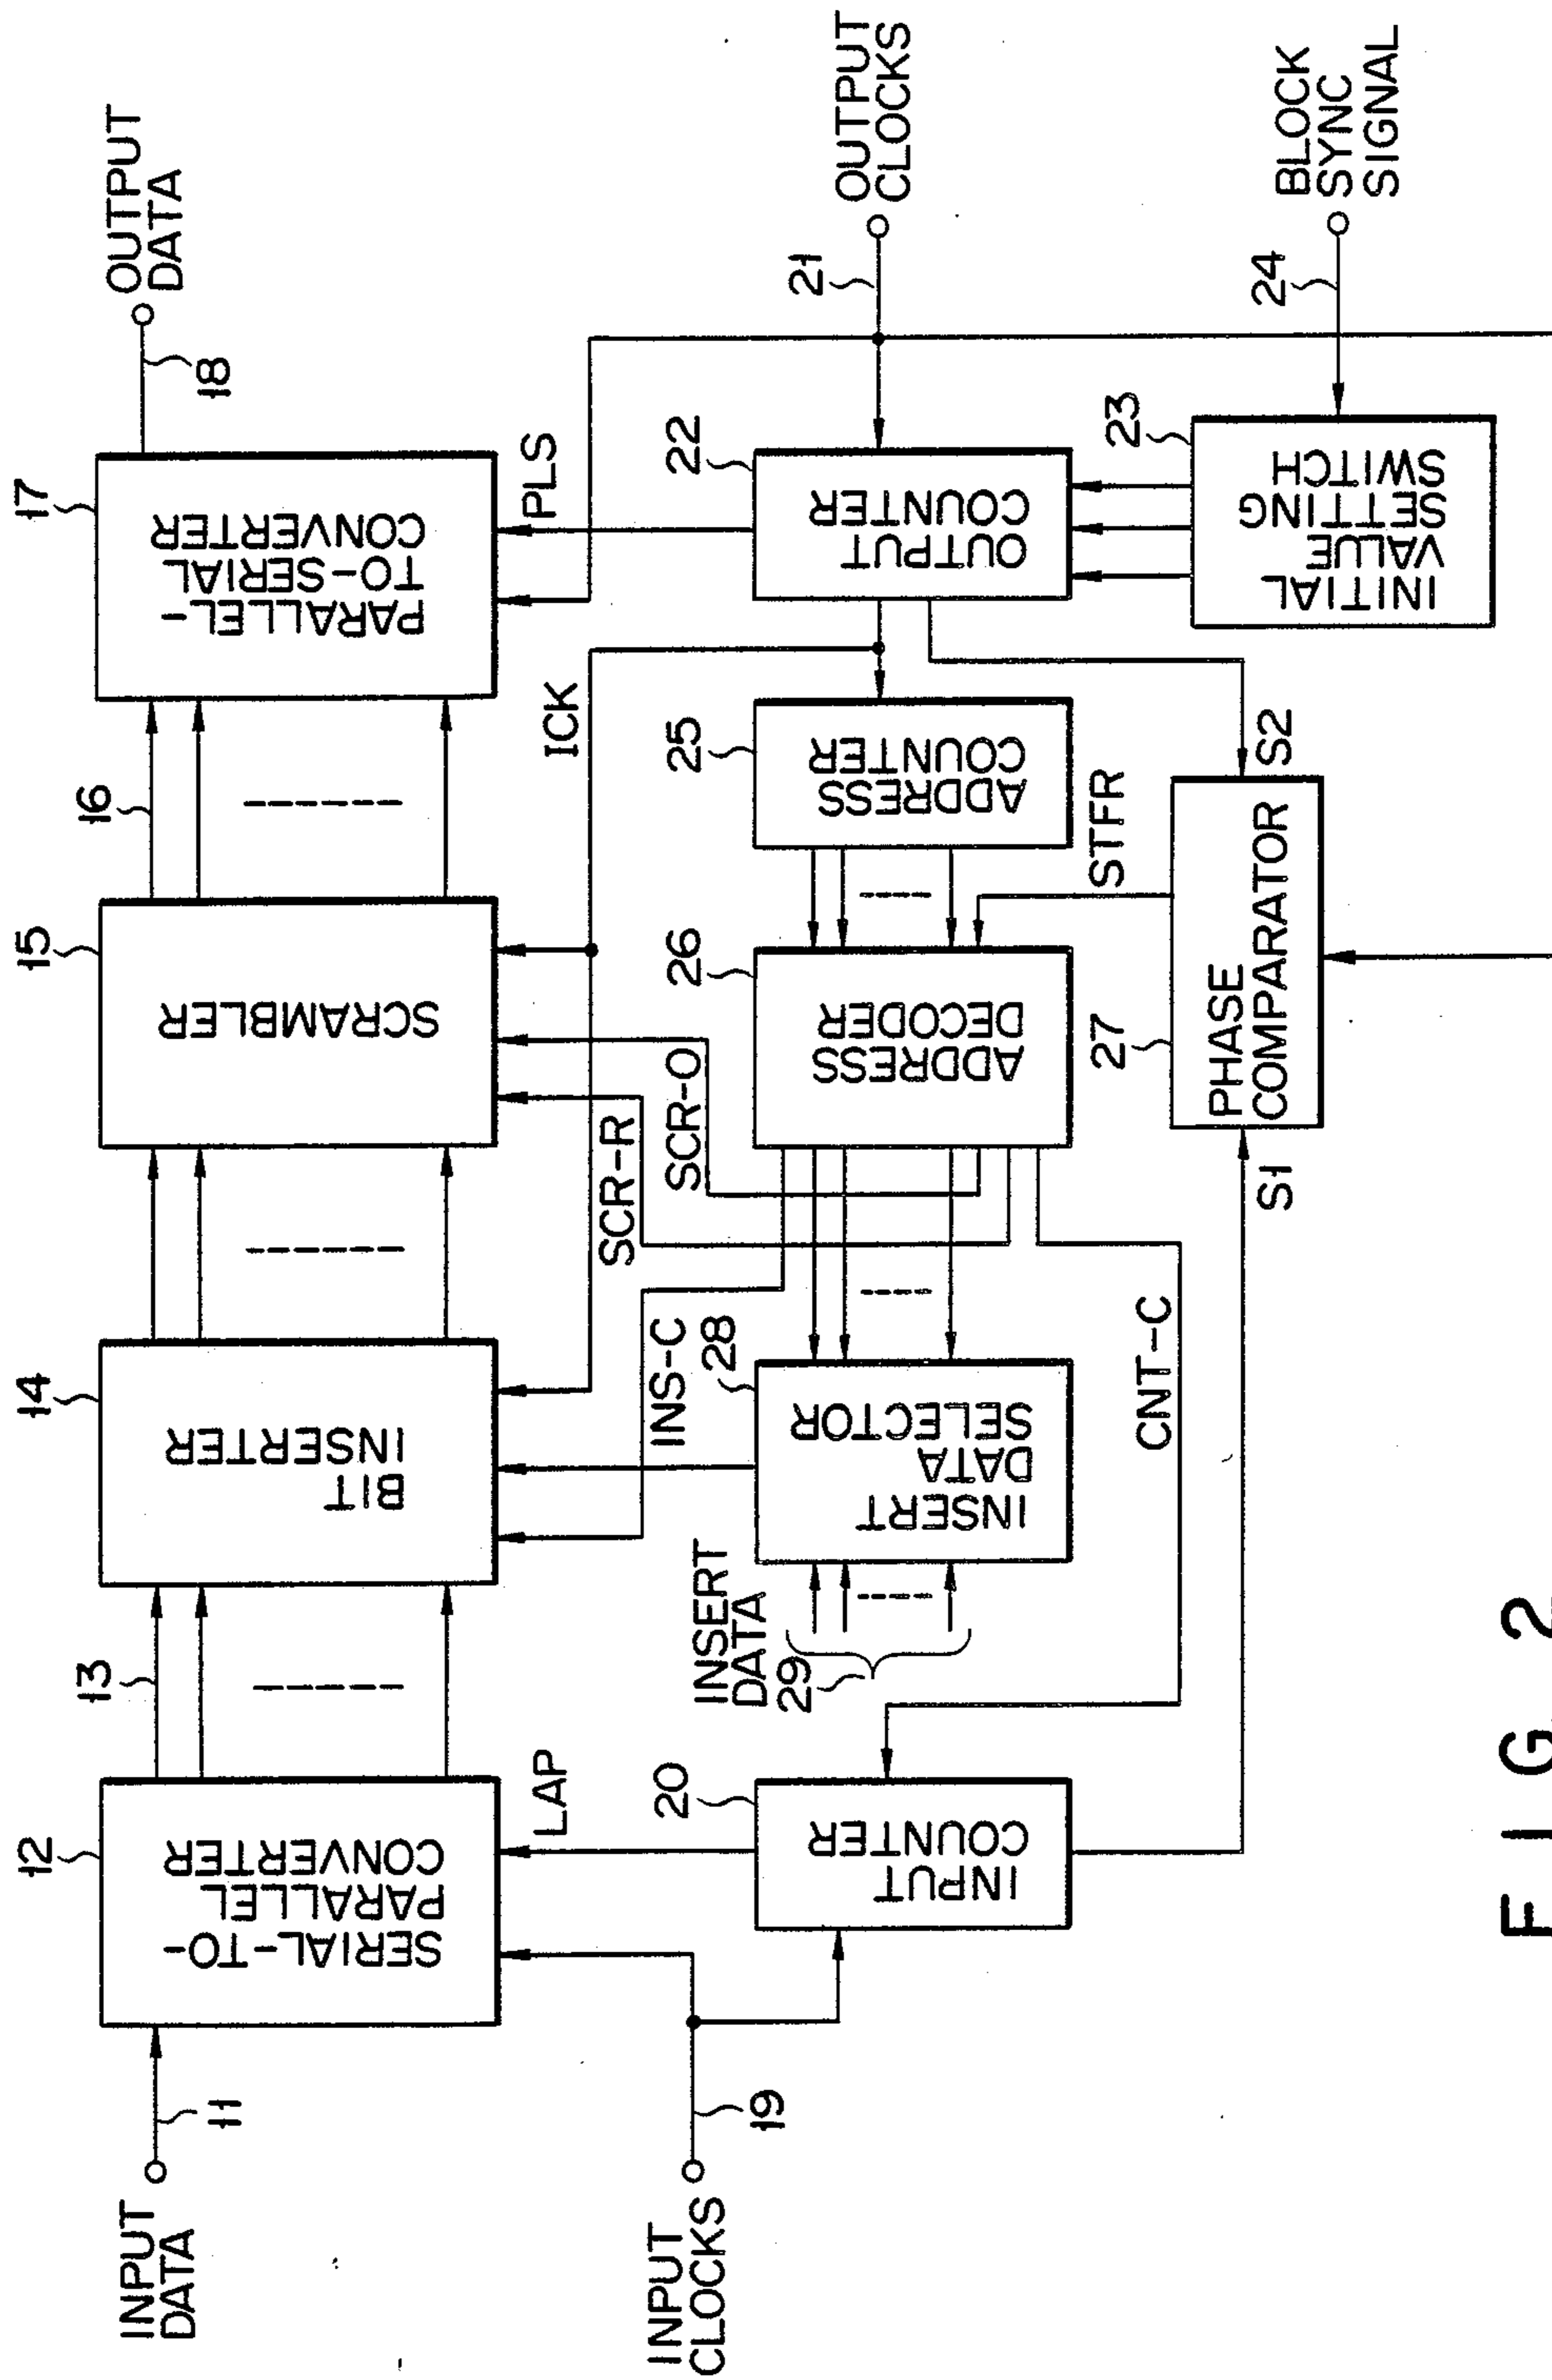 INPUT
DATA
11
12
SERIAL-TO-
PARALLEL
CONVERTER
13
14
BIT
INSERTER
15
SCRAMBLER
16
17
PARALLEL-
TO-SERIAL
CONVERTER
18
OUTPUT
DATA
LAP
INS-C
SCR-R
SCR-O
ICK
PLS
INPUT
CLOCKS
19
20
INPUT
COUNTER
INSERT
DATA
29
28
INSERT
DATA
SELECTOR
26
ADDRESS
DECODER
25
ADDRESS
COUNTER
22
OUTPUT
COUNTER
21
OUTPUT
CLOCKS
CNT-C
STFR
S1
27
PHASE
COMPARATOR
S2
23
INITIAL
VALUE
SETTING
SWITCH
24
BLOCK
SYNC
SIGNAL
FIG. 2